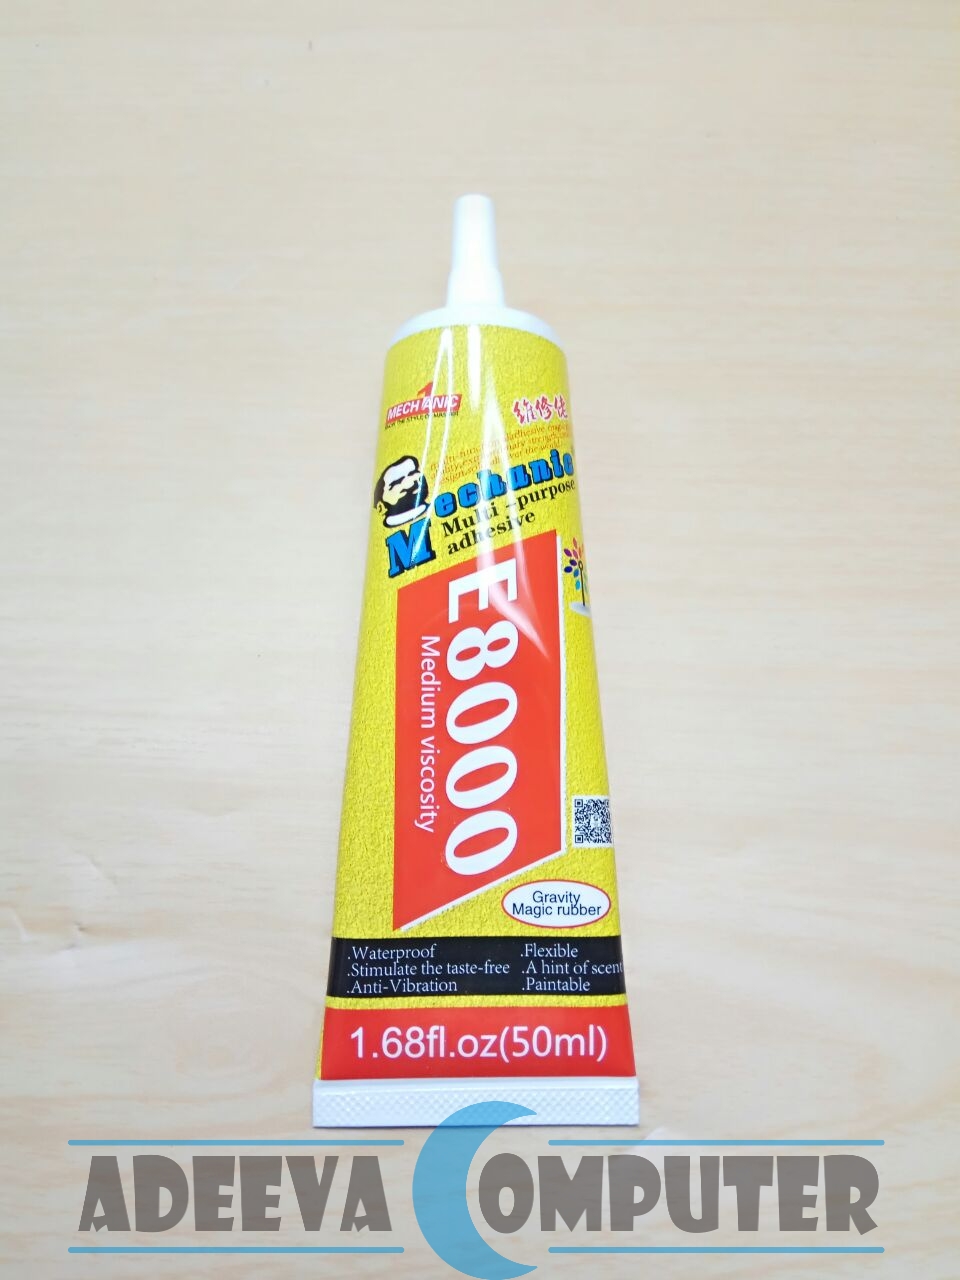 MECHANIC
維修佬
Mechanic
Multi-purpose
adhesive
E8000
Medium viscosity
Gravity
Magic rubber
.Waterproof .Flexible
.Stimulate the taste-free .A hint of scent
.Anti-Vibration .Paintable
1.68fl.oz(50ml)
ADEEVA COMPUTER